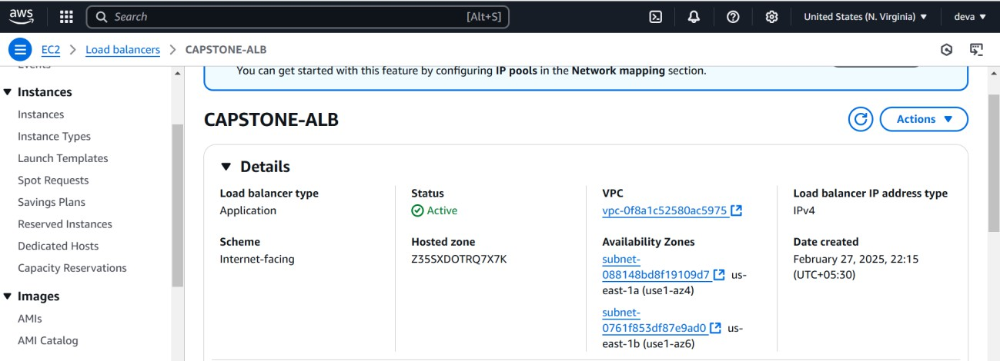 aws
Search [Alt+S]
United States (N. Virginia)
deva
EC2 > Load balancers > CAPSTONE-ALB
Events
Instances
Instances
Instance Types
Launch Templates
Spot Requests
Savings Plans
Reserved Instances
Dedicated Hosts
Capacity Reservations
Images
AMIs
AMI Catalog
You can get started with this feature by configuring IP pools in the Network mapping section.
CAPSTONE-ALB
Actions
Details
Load balancer type
Application
Scheme
Internet-facing
Status
Active
Hosted zone
Z35SXDOTRQ7X7K
VPC
vpc-0f8a1c52580ac5975
Availability Zones
subnet-
088148bd8f19109d7 us-
east-1a (use1-az4)
subnet-
0761f853df87e9ad0 us-
east-1b (use1-az6)
Load balancer IP address type
IPv4
Date created
February 27, 2025, 22:15
(UTC+05:30)